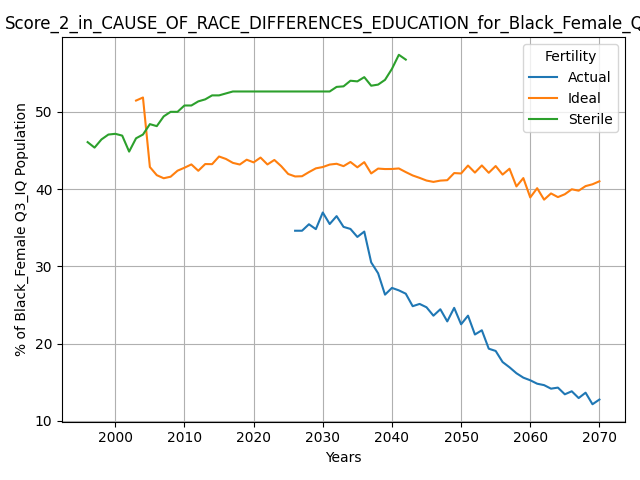 Score_2_in_CAUSE_OF_RACE_DIFFERENCES_EDUCATION_for_Black_Female_Q
Fertility
Actual
Ideal
Sterile
% of Black_Female Q3_IQ Population
50
40
30
20
10
2000 2010 2020 2030 2040 2050 2060 2070
Years